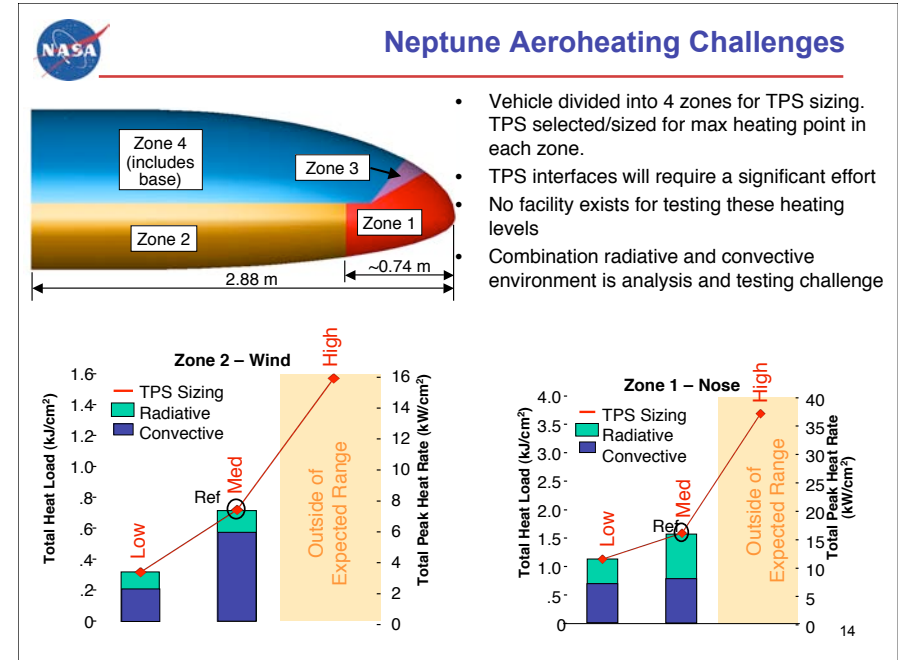 NASA
Neptune Aeroheating Challenges
Zone 4
(includes
base)
Zone 3
Zone 1
Zone 2
~0.74 m
2.88 m
• Vehicle divided into 4 zones for TPS sizing.
TPS selected/sized for max heating point in
each zone.
• TPS interfaces will require a significant effort
• No facility exists for testing these heating
levels
• Combination radiative and convective
environment is analysis and testing challenge
Zone 2 – Wind
Total Heat Load (kJ/cm²)
1.6
1.4
1.2
1.0
.8
.6
.4
.2
0
TPS Sizing
Radiative
Convective
Low
Ref
Med
High
Outside of
Expected Range
16
14
12
10
8
6
4
2
0
Total Peak Heat Rate (kW/cm²)
Zone 1 – Nose
Total Heat Load (kJ/cm²)
4.0
3.5
3.0
2.5
2.0
1.5
1.0
.5
0
TPS Sizing
Radiative
Convective
Low
Ref
Med
High
Outside of
Expected Range
40
35
30
25
20
15
10
5
0
Total Peak Heat Rate
(kW/cm²)
14